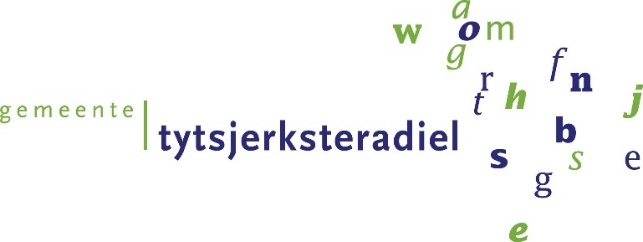 gemeente
tytsjerksteradiel
w a o m g
f n
r t h j
b
s s e
g
e